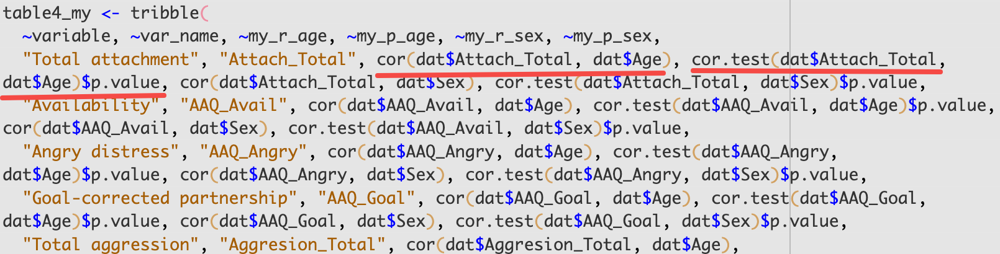 table4_my <- tribble(
  ~variable, ~var_name, ~my_r_age, ~my_p_age, ~my_r_sex, ~my_p_sex,
  "Total attachment", "Attach_Total", cor(dat$Attach_Total, dat$Age), cor.test(dat$Attach_Total,
dat$Age)$p.value, cor(dat$Attach_Total, dat$Sex), cor.test(dat$Attach_Total, dat$Sex)$p.value,
  "Availability", "AAQ_Avail", cor(dat$AAQ_Avail, dat$Age), cor.test(dat$AAQ_Avail, dat$Age)$p.value,
cor(dat$AAQ_Avail, dat$Sex), cor.test(dat$AAQ_Avail, dat$Sex)$p.value,
  "Angry distress", "AAQ_Angry", cor(dat$AAQ_Angry, dat$Age), cor.test(dat$AAQ_Angry,
dat$Age)$p.value, cor(dat$AAQ_Angry, dat$Sex), cor.test(dat$AAQ_Angry, dat$Sex)$p.value,
  "Goal-corrected partnership", "AAQ_Goal", cor(dat$AAQ_Goal, dat$Age), cor.test(dat$AAQ_Goal,
dat$Age)$p.value, cor(dat$AAQ_Goal, dat$Sex), cor.test(dat$AAQ_Goal, dat$Sex)$p.value,
  "Total aggression", "Aggresion_Total", cor(dat$Aggresion_Total, dat$Age),